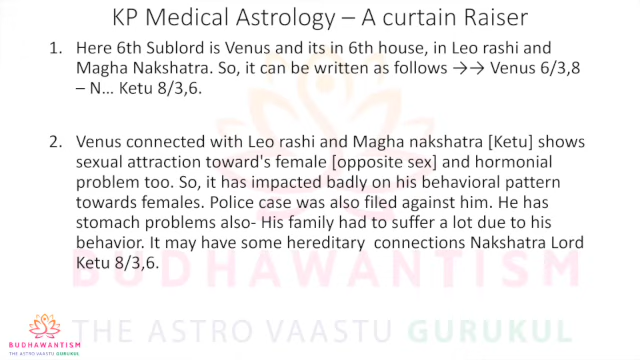 KP Medical Astrology – A curtain Raiser
1. Here 6th Sublord is Venus and its in 6th house, in Leo rashi and
Magha Nakshatra. So, it can be written as follows →→ Venus 6/3,8
– N... Ketu 8/3,6.
2. Venus connected with Leo rashi and Magha nakshatra [Ketu] shows
sexual attraction toward's female [opposite sex] and hormonial
problem too. So, it has impacted badly on his behavioral pattern
towards females. Police case was also filed against him. He has
stomach problems also- His family had to suffer a lot due to his
behavior. It may have some hereditary connections Nakshatra Lord
Ketu 8/3,6.
BUDHAWANTISM
THE ASTRO VAASTU GURUKUL
BUDHAWANTISM
THE ASTRO VAASTU GURUKUL